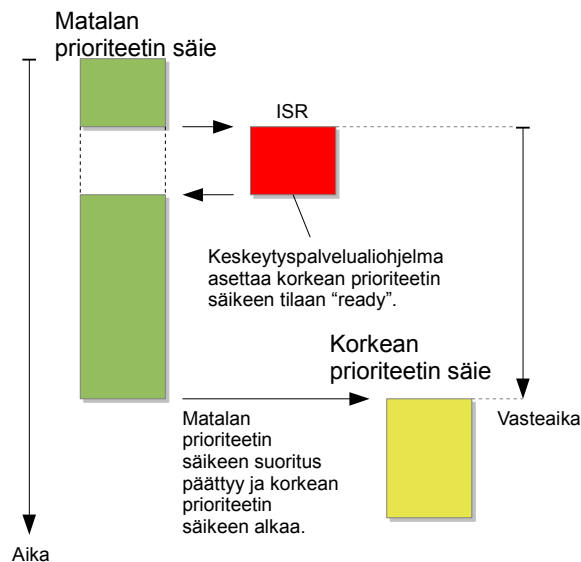 Matalan
prioriteetin säie
ISR
Keskeytyspalvelualiohjelma
asettaa korkean prioriteetin
säikeen tilaan “ready”.
Korkean
prioriteetin säie
Matalan
prioriteetin
säikeen suoritus
päättyy ja korkean
prioriteetin
säikeen alkaa.
Vasteaika
Aika